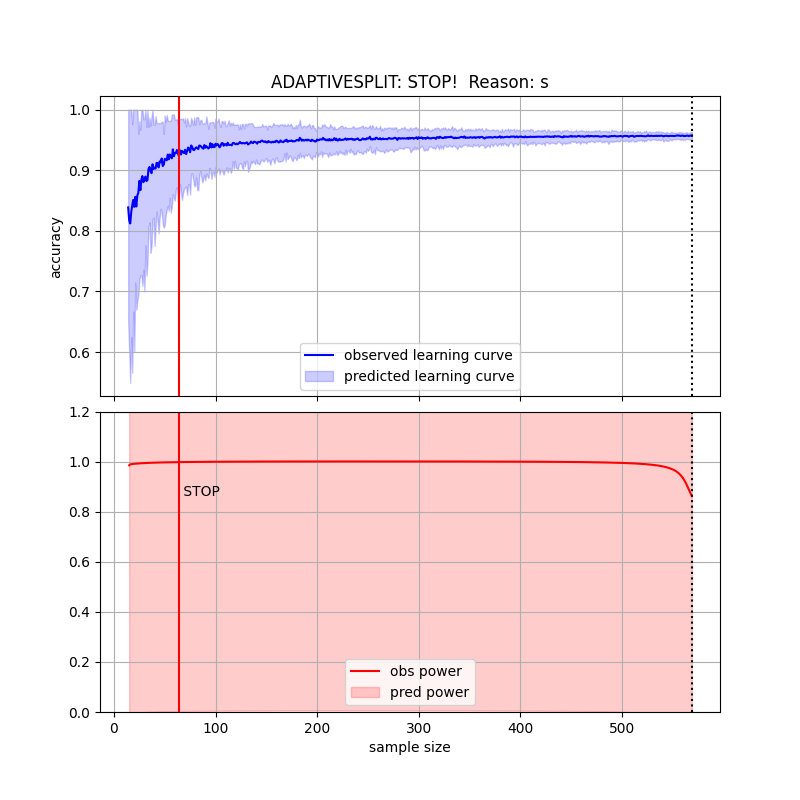 ADAPTIVESPLIT: STOP!  Reason: s
1.0
0.9
0.8
0.7
0.6
accuracy
observed learning curve
predicted learning curve
1.2
1.0
0.8
0.6
0.4
0.2
0.0
STOP
obs power
pred power
0 100 200 300 400 500
sample size